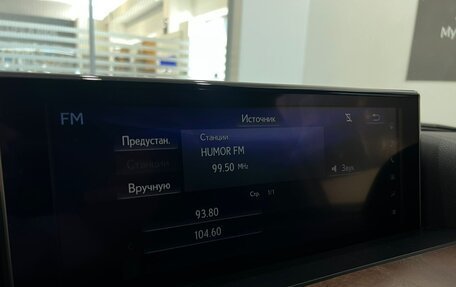 My
FM
Источник
Предустан.
Станции
Вручную
Станции
HUMOR FM
99.50 MHz
Звук
Стр. 1/1
93.80
104.60